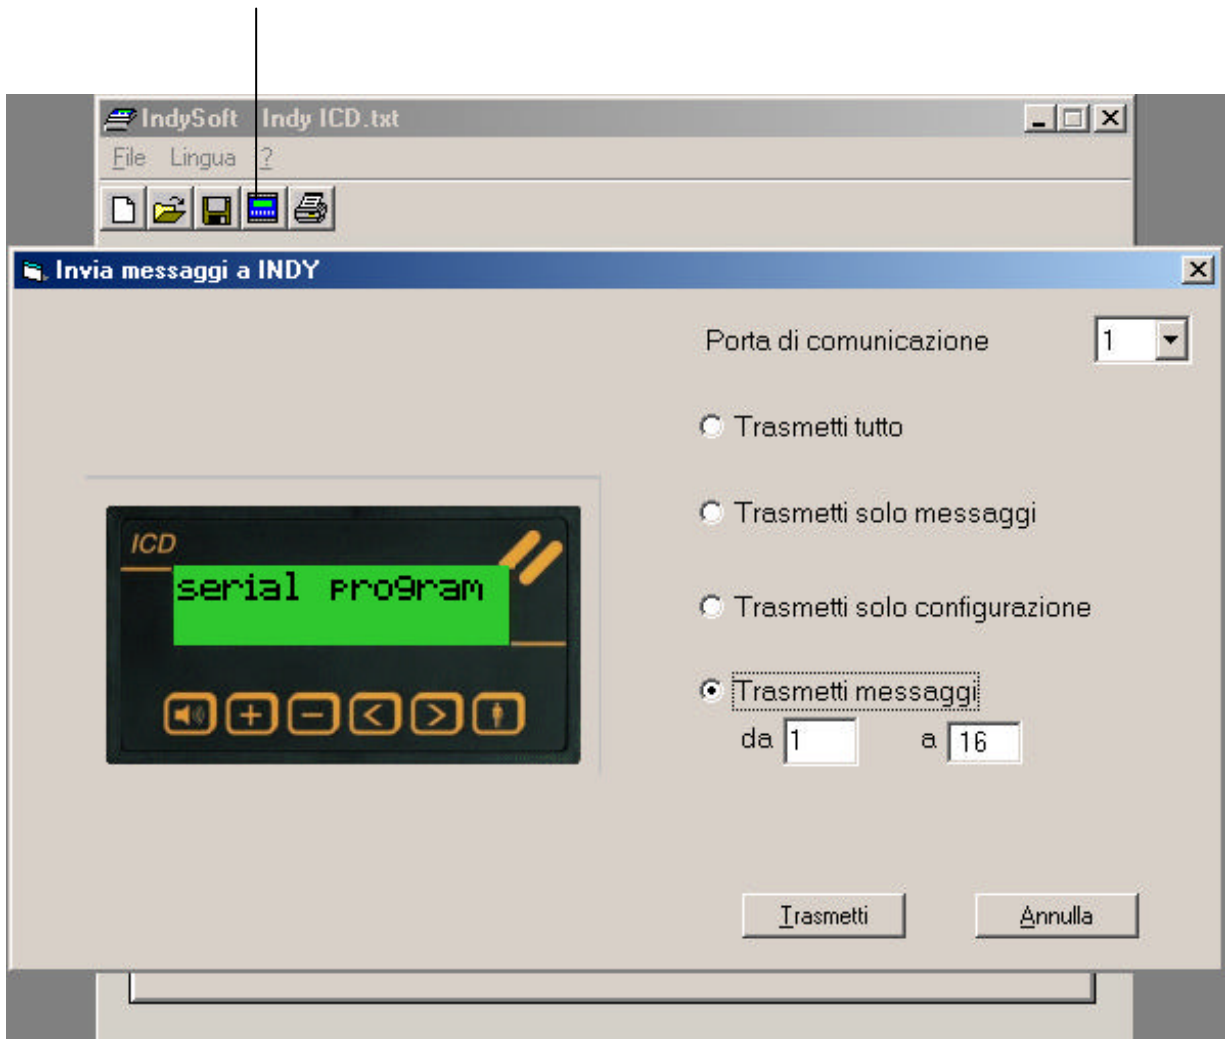 IndySoft Indy ICD.txt
File Lingua ?
Invia messaggi a INDY
Porta di comunicazione 1
Trasmetti tutto
Trasmetti solo messaggi
ICD
serial program
Trasmetti solo configurazione
Trasmetti messaggi
da 1 a 16
Trasmetti Annulla